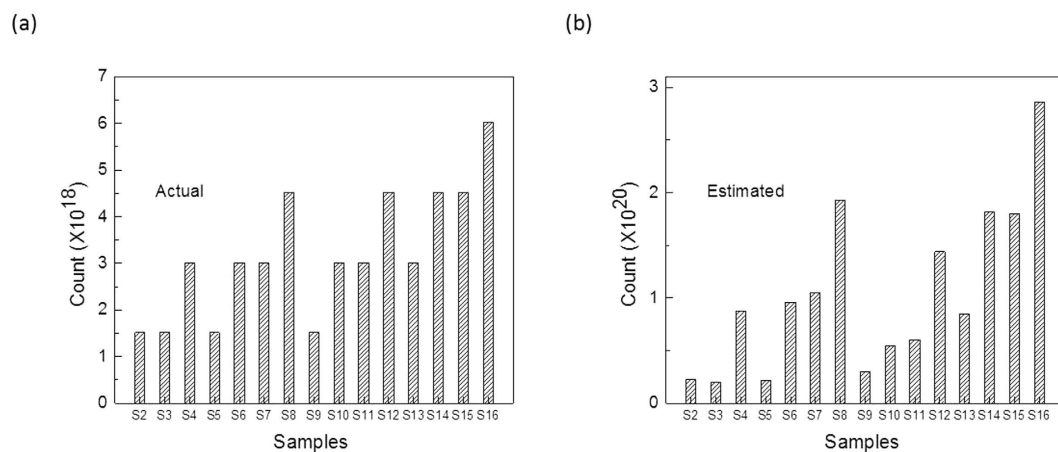 (a)
(b)
7
6
5
4
3
2
1
0
Count (X10^18)
Actual
S2 S3 S4 S5 S6 S7 S8 S9 S10 S11 S12 S13 S14 S15 S16
Samples
3
2
1
0
Count (X10^20)
Estimated
S2 S3 S4 S5 S6 S7 S8 S9 S10 S11 S12 S13 S14 S15 S16
Samples